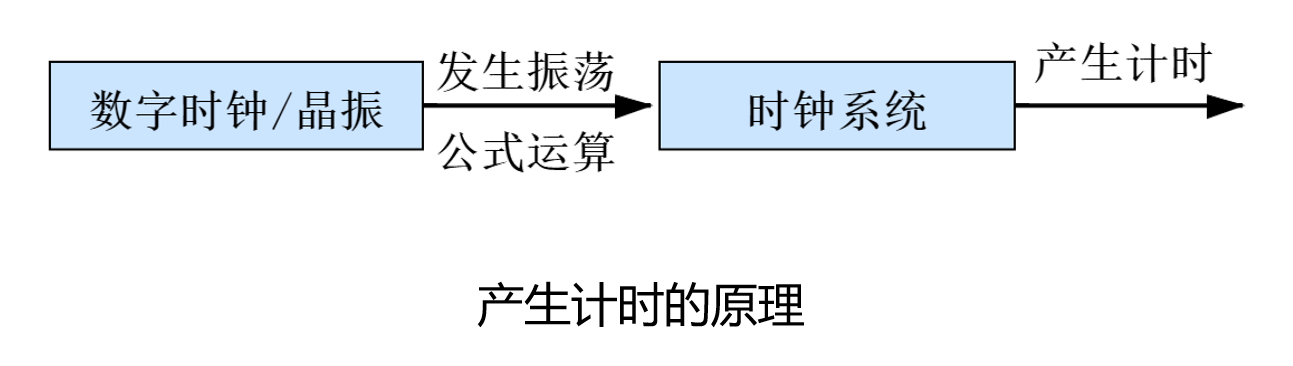 发生振荡
产生计时
数字时钟/晶振
时钟系统
公式运算
产生计时的原理